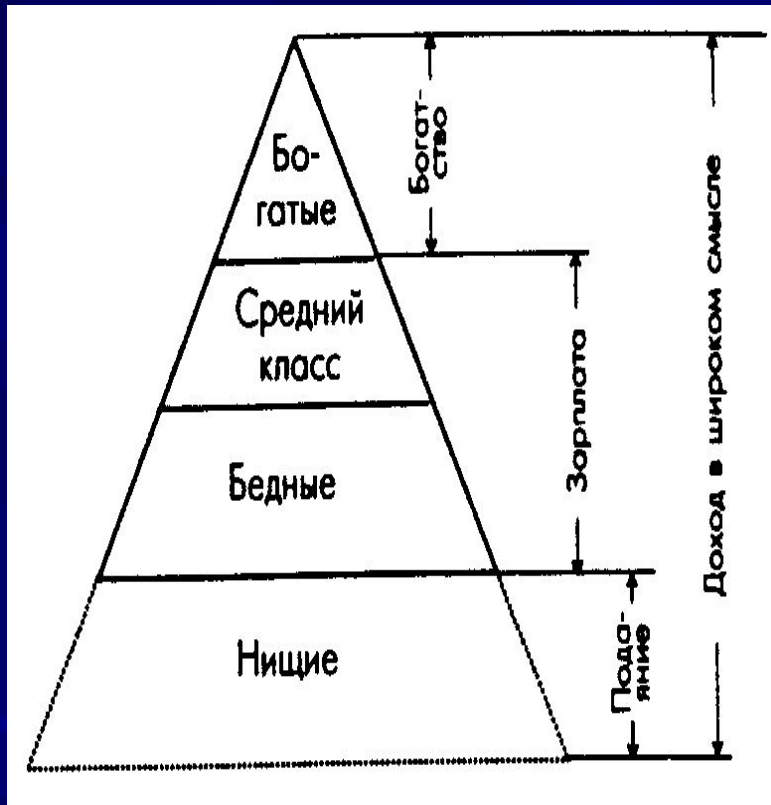 Бо-
гатые
Средний
класс
Бедные
Нищие
Богат-
ство
Зарплата
Пода-
яние
Доход в широком смысле